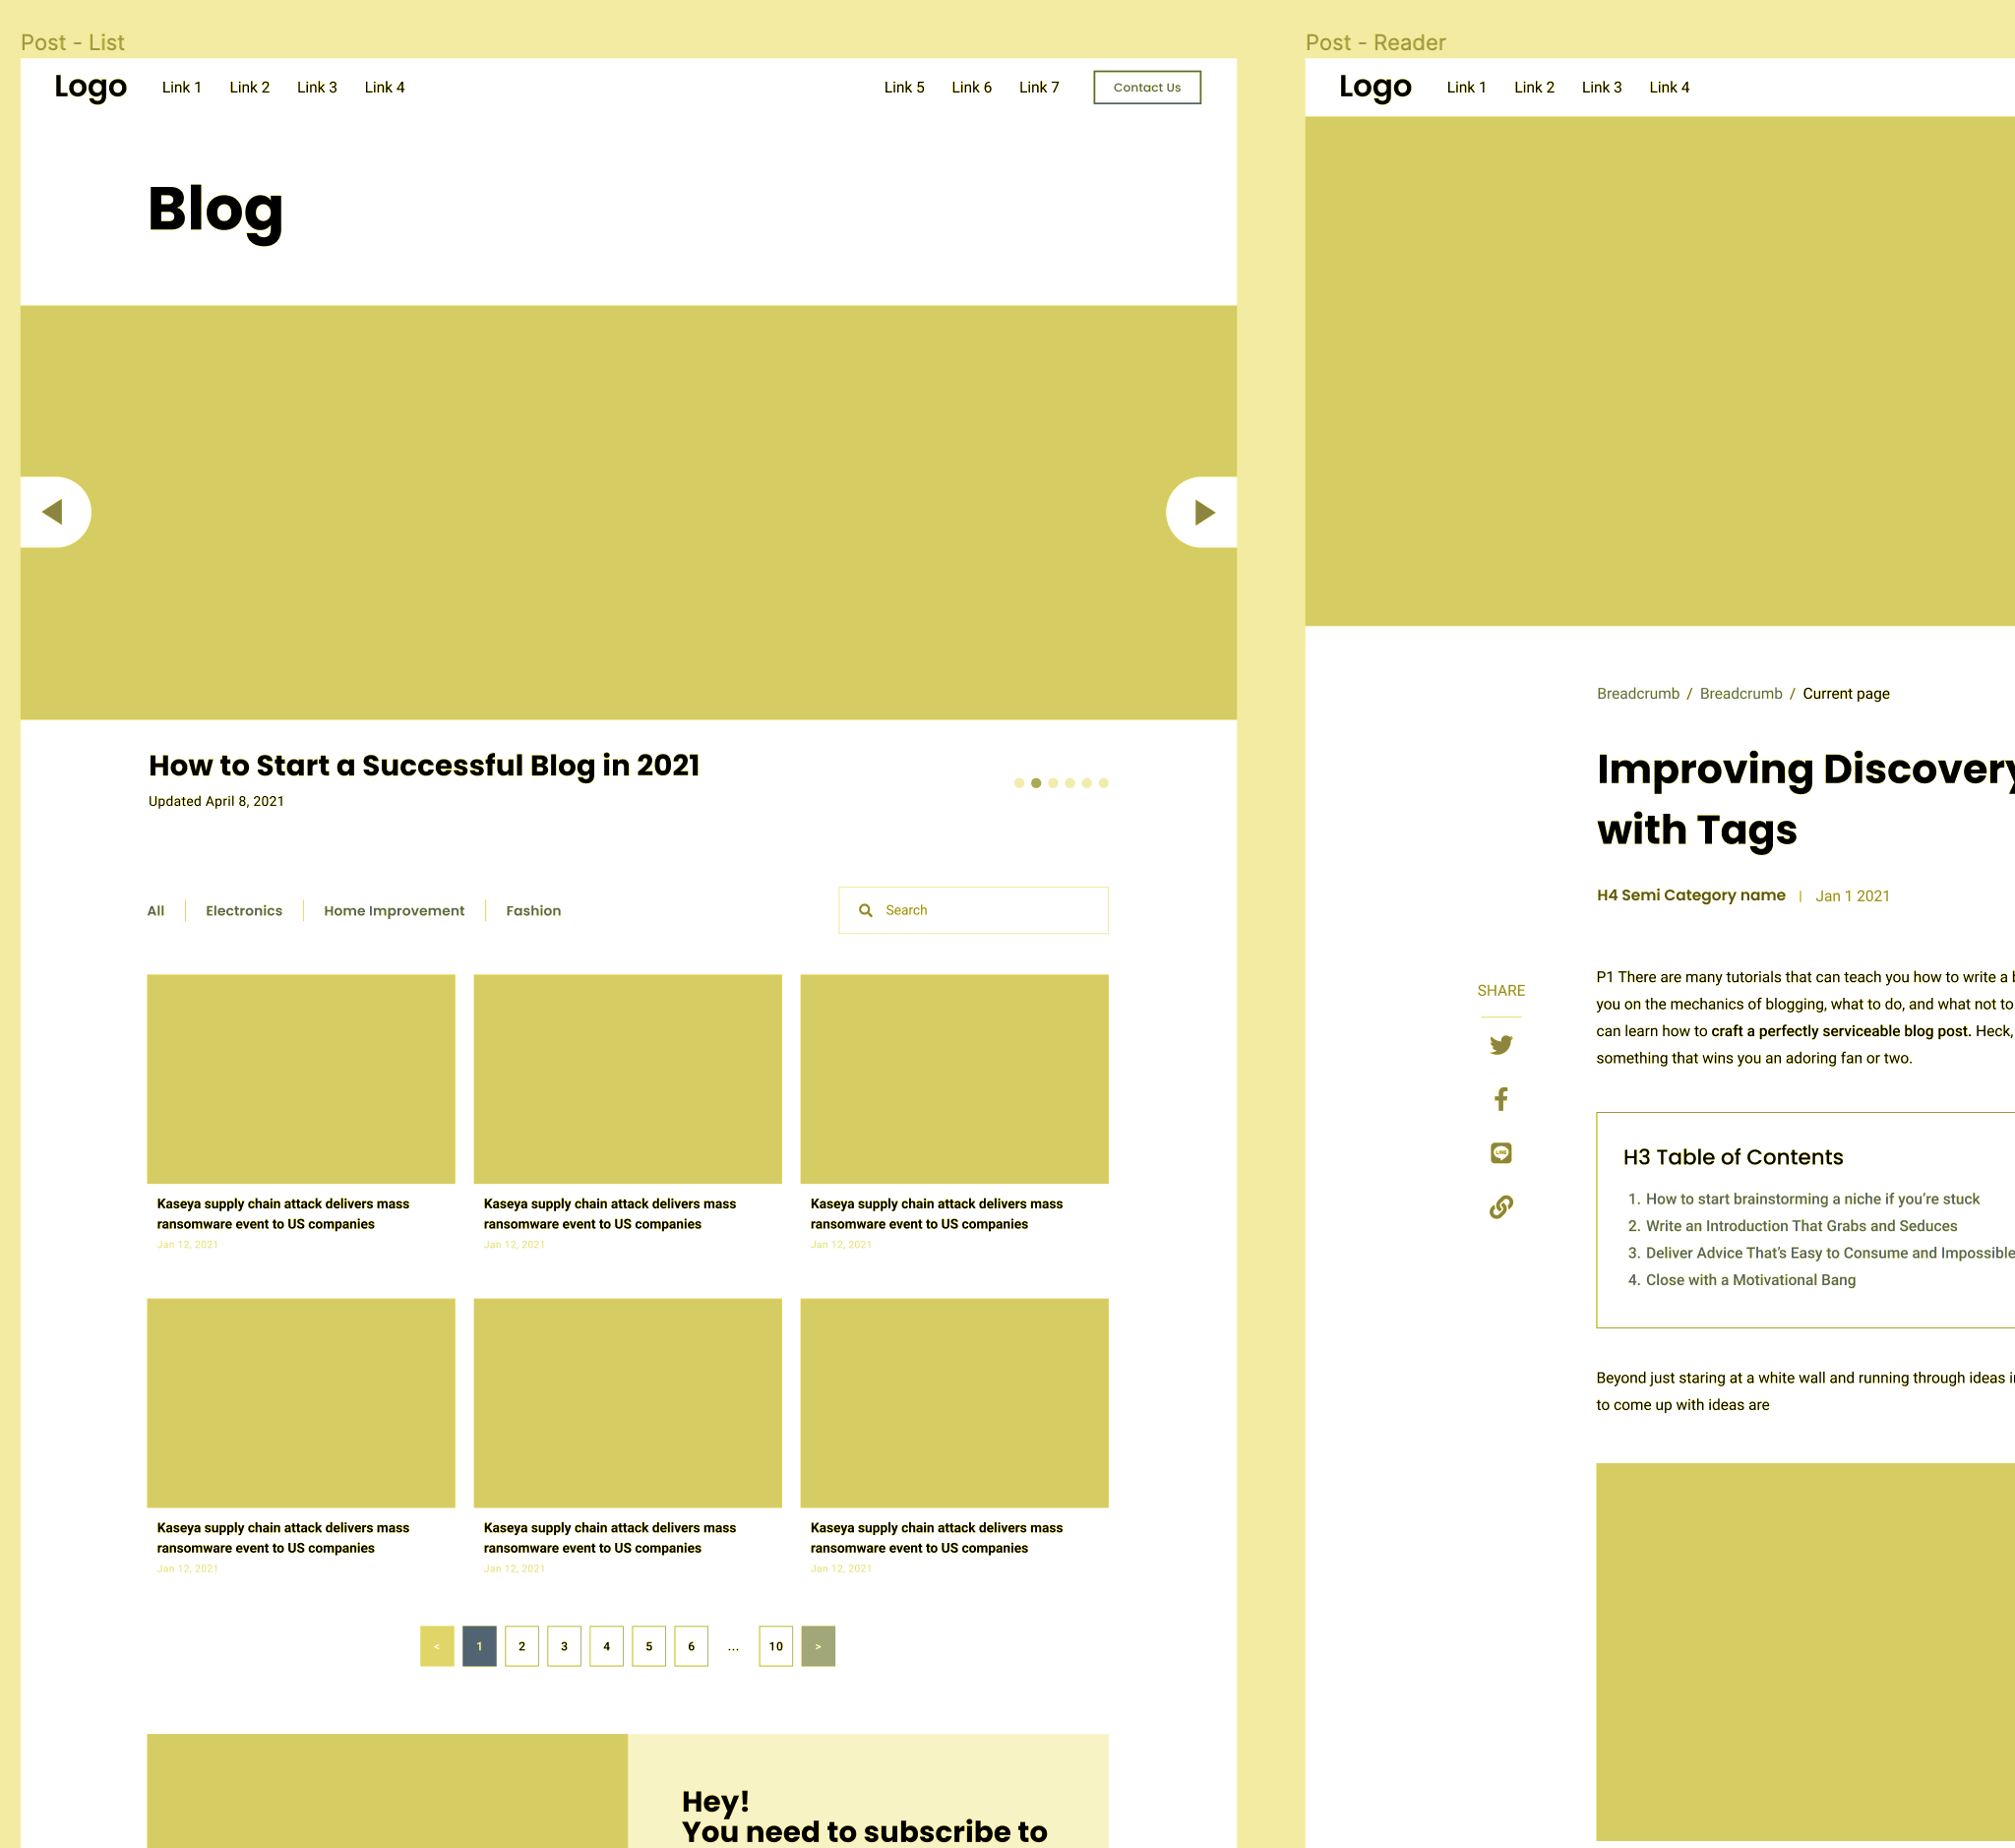 Post - List
Logo
Link 1
Link 2
Link 3
Link 4
Link 5
Link 6
Link 7
Contact Us
Blog
How to Start a Successful Blog in 2021
Updated April 8, 2021
All
Electronics
Home Improvement
Fashion
Search
Kaseya supply chain attack delivers mass
ransomware event to US companies
Jan 12, 2021
Kaseya supply chain attack delivers mass
ransomware event to US companies
Jan 12, 2021
Kaseya supply chain attack delivers mass
ransomware event to US companies
Jan 12, 2021
Kaseya supply chain attack delivers mass
ransomware event to US companies
Jan 12, 2021
Kaseya supply chain attack delivers mass
ransomware event to US companies
Jan 12, 2021
Kaseya supply chain attack delivers mass
ransomware event to US companies
Jan 12, 2021
< 1 2 3 4 5 6 ... 10 >
Hey!
You need to subscribe to
Post - Reader
Logo
Link 1
Link 2
Link 3
Link 4
Breadcrumb / Breadcrumb / Current page
Improving Discovery
with Tags
H4 Semi Category name | Jan 1 2021
SHARE
LINE
P1 There are many tutorials that can teach you how to write a
you on the mechanics of blogging, what to do, and what not to
can learn how to craft a perfectly serviceable blog post. Heck,
something that wins you an adoring fan or two.
H3 Table of Contents
1. How to start brainstorming a niche if you're stuck
2. Write an Introduction That Grabs and Seduces
3. Deliver Advice That's Easy to Consume and Impossible
4. Close with a Motivational Bang
Beyond just staring at a white wall and running through ideas
to come up with ideas are